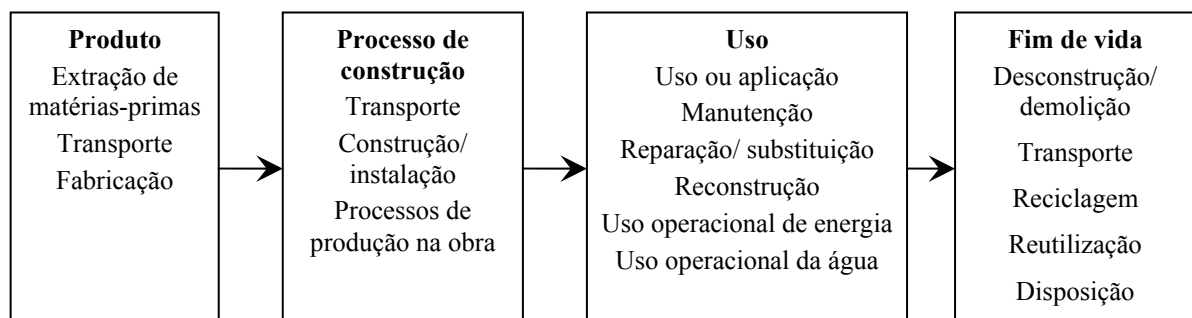 Produto
Extração de
matérias-primas
Transporte
Fabricação
Processo de
construção
Transporte
Construção/
instalação
Processos de
produção na obra
Uso
Uso ou aplicação
Manutenção
Reparação/ substituição
Reconstrução
Uso operacional de energia
Uso operacional da água
Fim de vida
Desconstrução/
demolição
Transporte
Reciclagem
Reutilização
Disposição